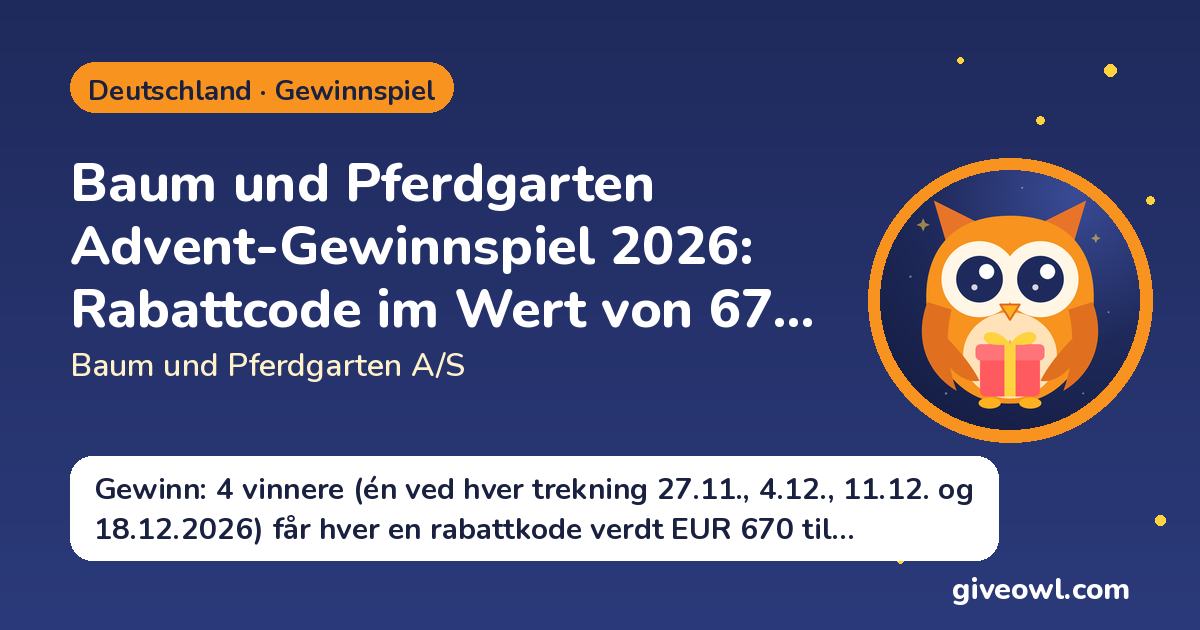 Deutschland · Gewinnspiel
Baum und Pferdgarten
Advent-Gewinnspiel 2026:
Rabattcode im Wert von 67...
Baum und Pferdgarten A/S
Gewinn: 4 vinnere (én ved hver trekning 27.11., 4.12., 11.12. og
18.12.2026) får hver en rabattkode verdt EUR 670 til...
giveowl.com